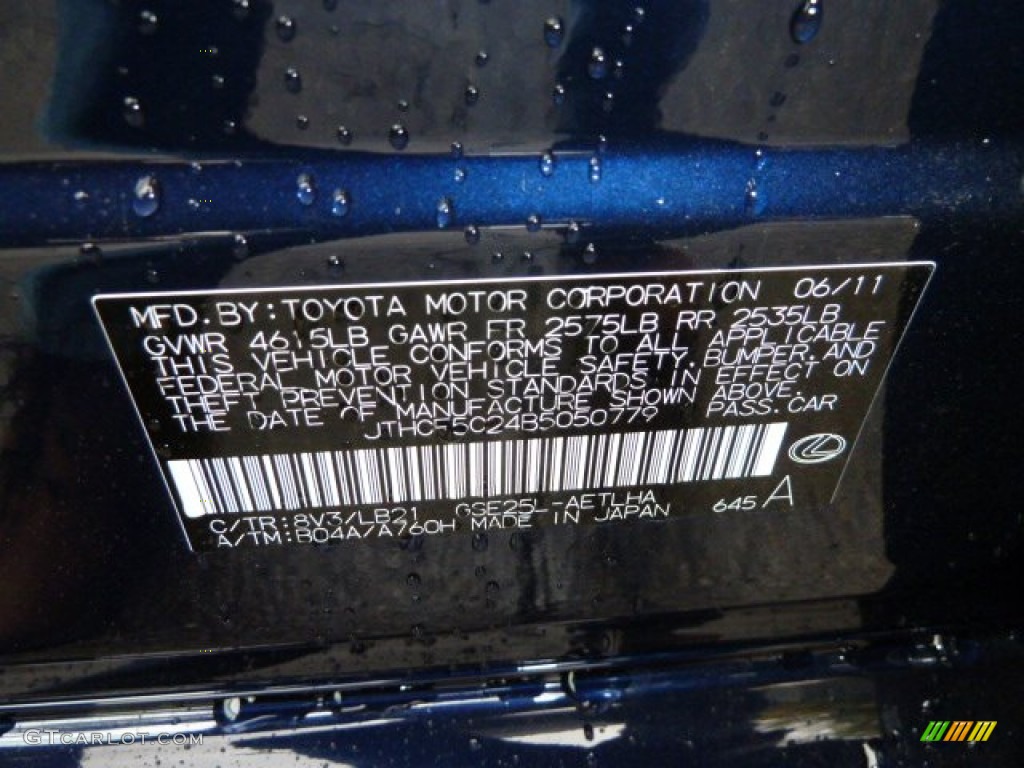 MFD. BY: TOYOTA MOTOR CORPORATION 06/11
GVWR 4615LB GAWR FR 2575LB RR 2535LB
THIS VEHICLE CONFORMS TO ALL APPLICABLE
FEDERAL MOTOR VEHICLE SAFETY, BUMPER, AND
THEFT PREVENTION STANDARDS IN EFFECT ON
THE DATE OF MANUFACTURE SHOWN ABOVE.
JTHCF5C24B5050779 PASS. CAR
C/TR: 8V3/LB21 GSE25L-AETLHA 645 A
A/TM: B04A/A760H MADE IN JAPAN
GTCARLOT.COM